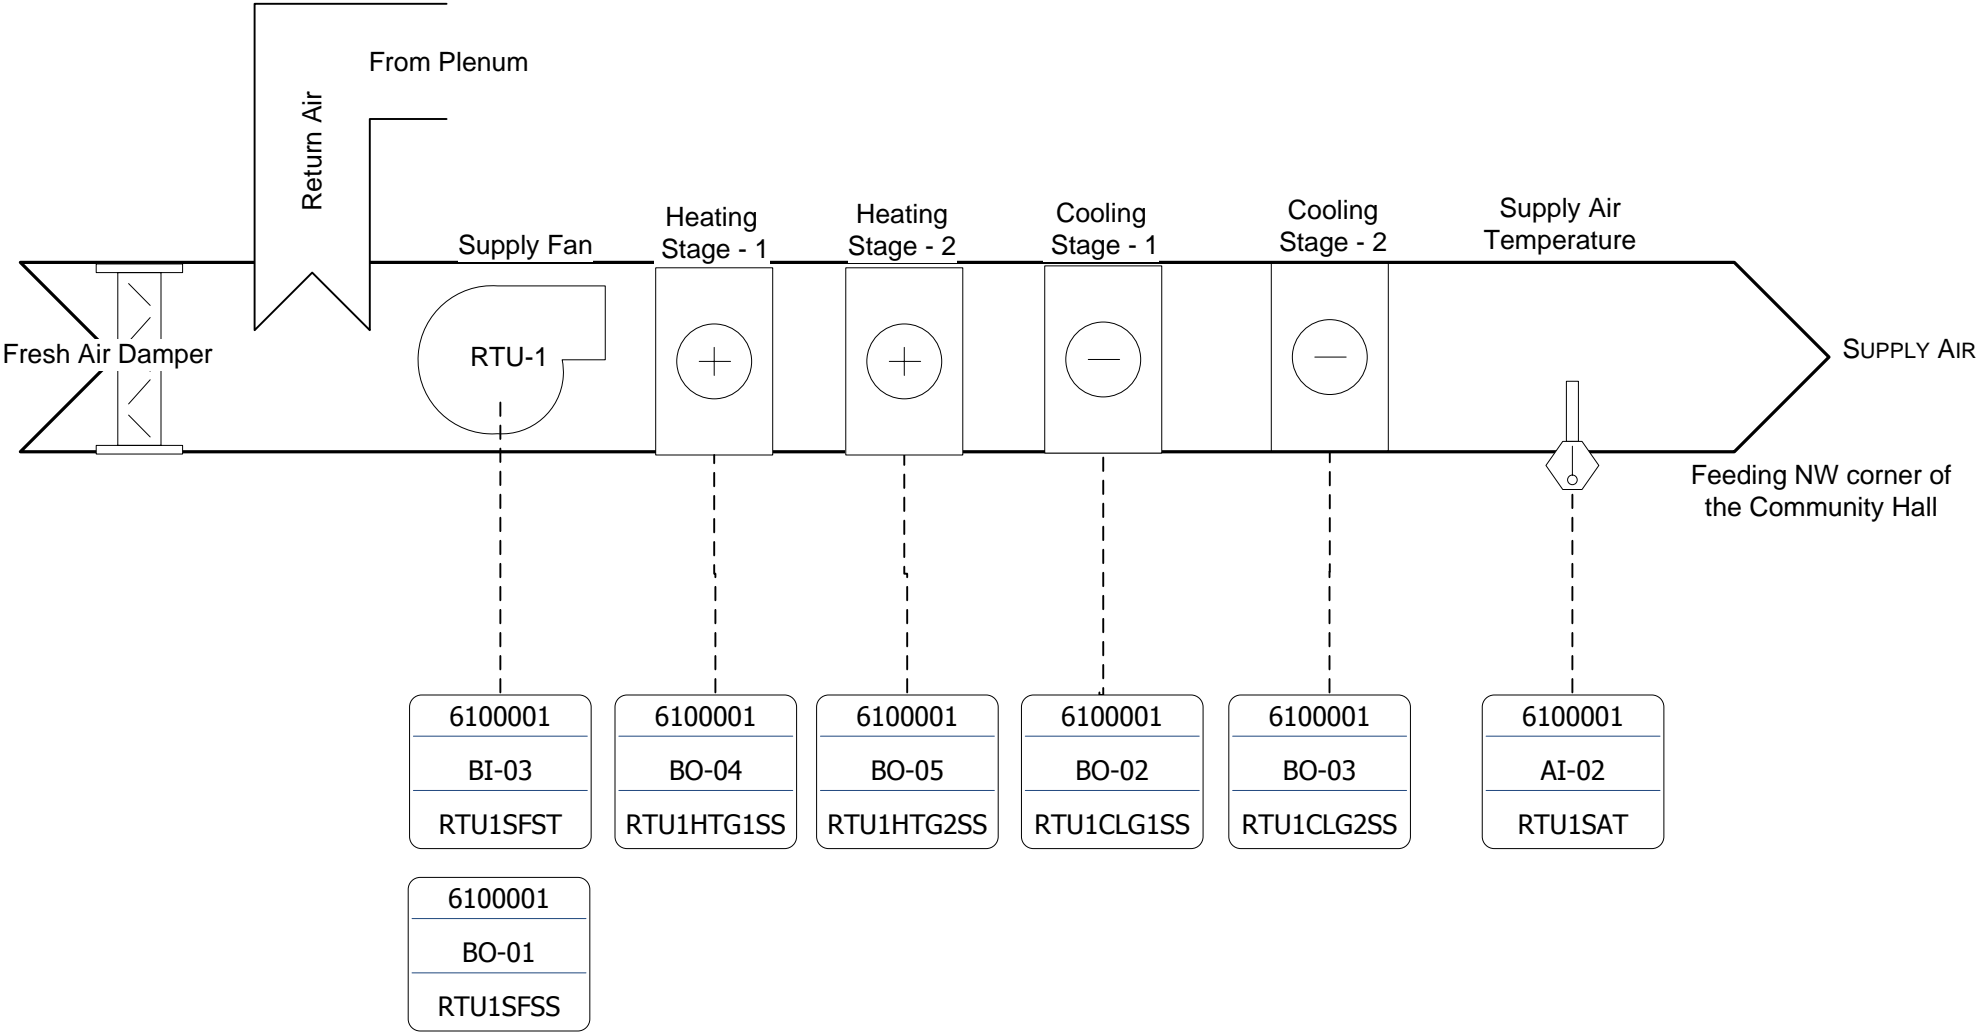 From Plenum
Return Air
Supply Fan
Heating
Stage - 1
Heating
Stage - 2
Cooling
Stage - 1
Cooling
Stage - 2
Supply Air
Temperature
Fresh Air Damper
RTU-1
SUPPLY AIR
Feeding NW corner of
the Community Hall
6100001
BI-03
RTU1SFST
6100001
BO-04
RTU1HTG1SS
6100001
BO-05
RTU1HTG2SS
6100001
BO-02
RTU1CLG1SS
6100001
BO-03
RTU1CLG2SS
6100001
AI-02
RTU1SAT
6100001
BO-01
RTU1SFSS